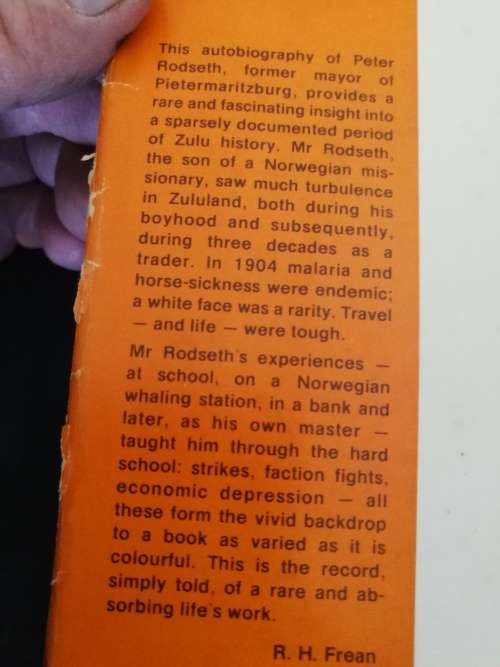 This autobiography of Peter
Rodseth, former mayor of
Pietermaritzburg, provides a
rare and fascinating insight into
a sparsely documented period
of Zulu history. Mr Rodseth,
the son of a Norwegian mis-
sionary, saw much turbulence
in Zululand, both during his
boyhood and subsequently,
during three decades as a
trader. In 1904 malaria and
horse-sickness were endemic;
a white face was a rarity. Travel
— and life — were tough.
Mr Rodseth's experiences —
at school, on a Norwegian
whaling station, in a bank and
later, as his own master —
taught him through the hard
school: strikes, faction fights,
economic depression — all
these form the vivid backdrop
to a book as varied as it is
colourful. This is the record,
simply told, of a rare and ab-
sorbing life's work.
R. H. Frean